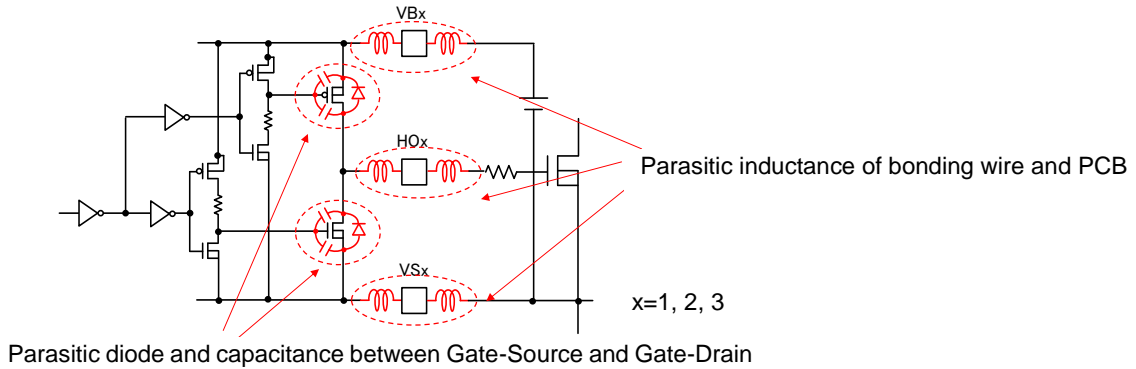 VBx
HOx
Parasitic inductance of bonding wire and PCB
VSx
x=1, 2, 3
Parasitic diode and capacitance between Gate-Source and Gate-Drain